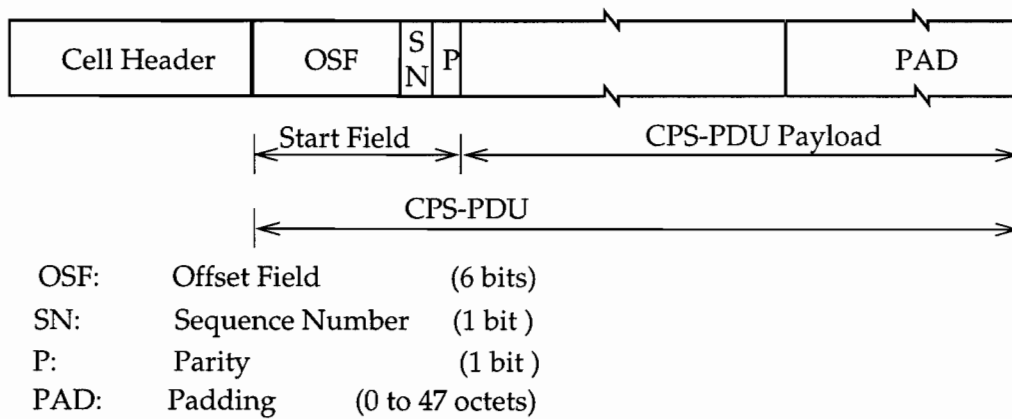 Cell Header OSF S N P PAD
Start Field CPS-PDU Payload
CPS-PDU
OSF: Offset Field (6 bits)
SN: Sequence Number (1 bit )
P: Parity (1 bit )
PAD: Padding (0 to 47 octets)